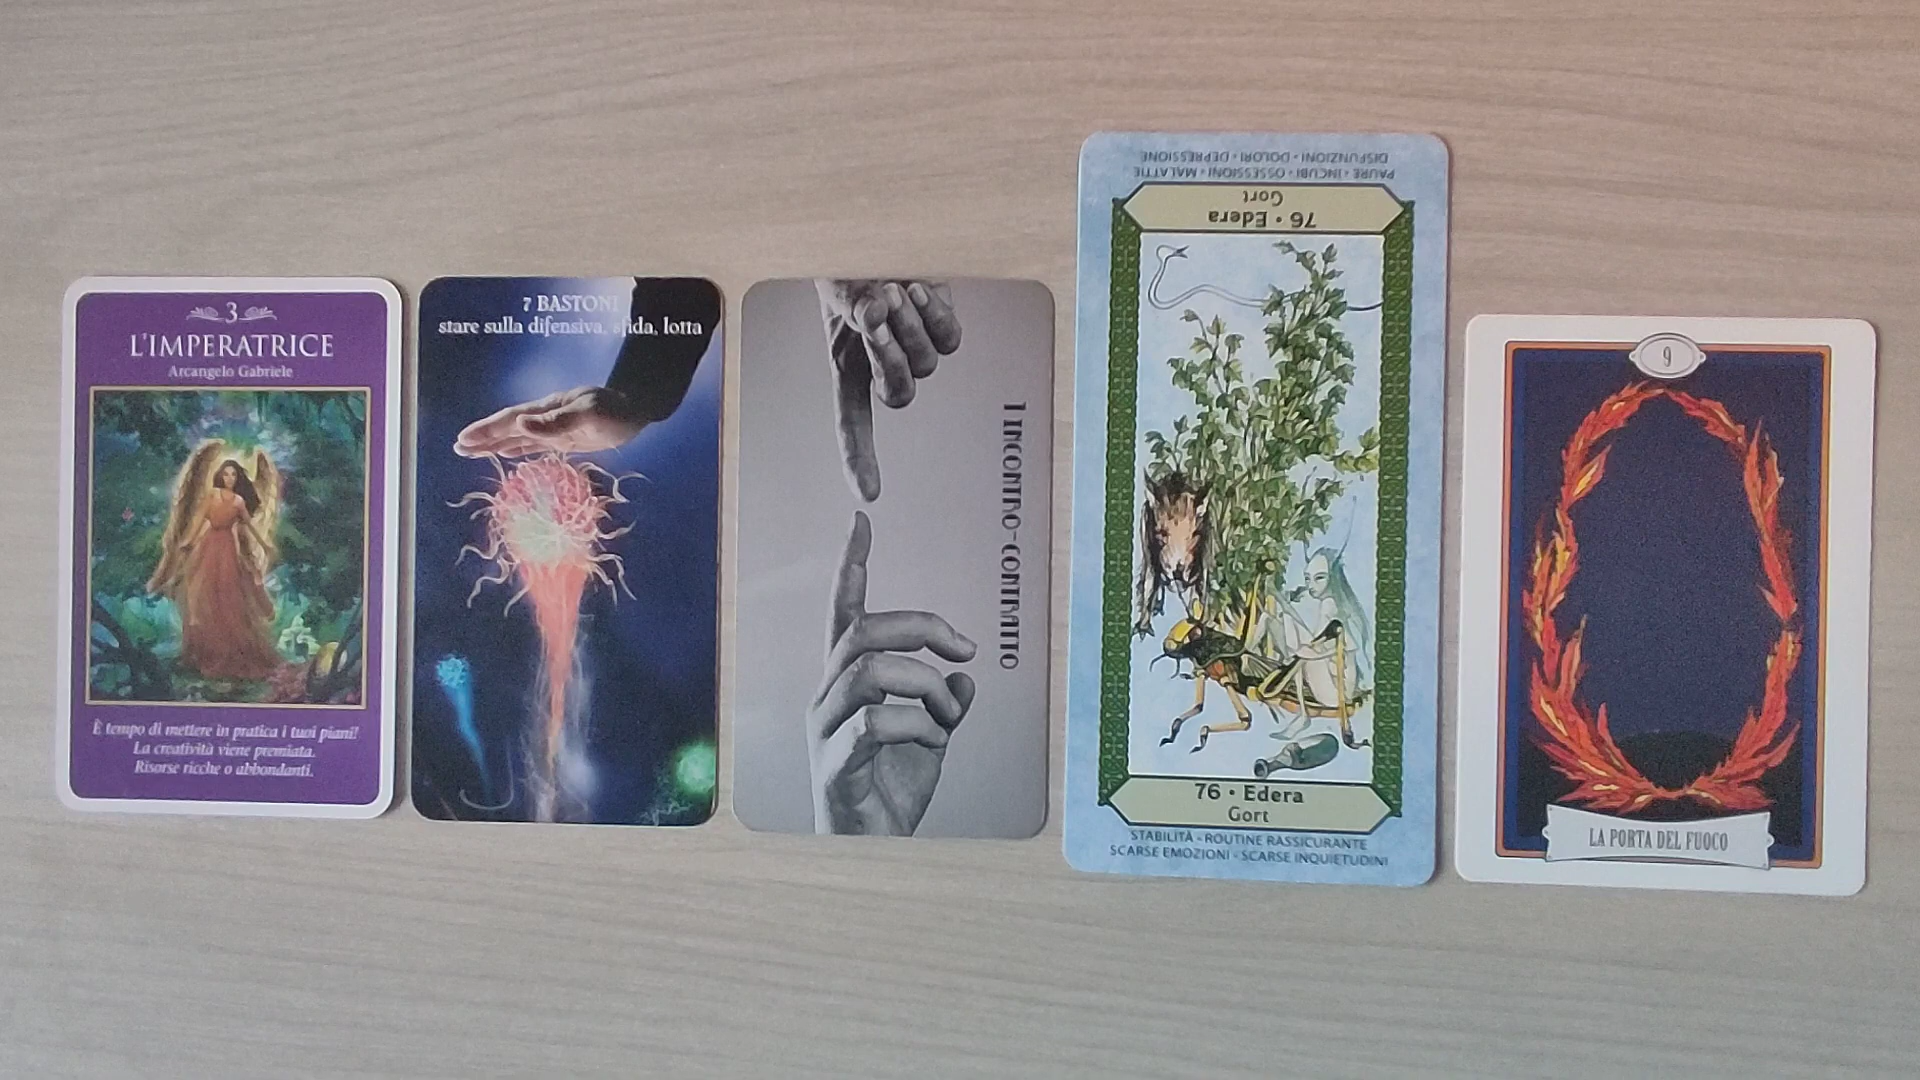 3
L'IMPERATRICE
Arcangelo Gabriele
È tempo di mettere in pratica i tuoi piani!
La creatività viene premiata.
Risorse ricche o abbondanti.
7 BASTONI
stare sulla difensiva, sfida, lotta
1 INCONTRO-CONTRATTO
PAURE • INCUBI • OSSESSIONI • MALATTIE
DISFUNZIONI • DOLORI • DEPRESSIONE
76 • Edera
Gort
76 • Edera
Gort
STABILITÀ • ROUTINE RASSICURANTE
SCARSE EMOZIONI • SCARSE INQUIETUDINI
9
LA PORTA DEL FUOCO